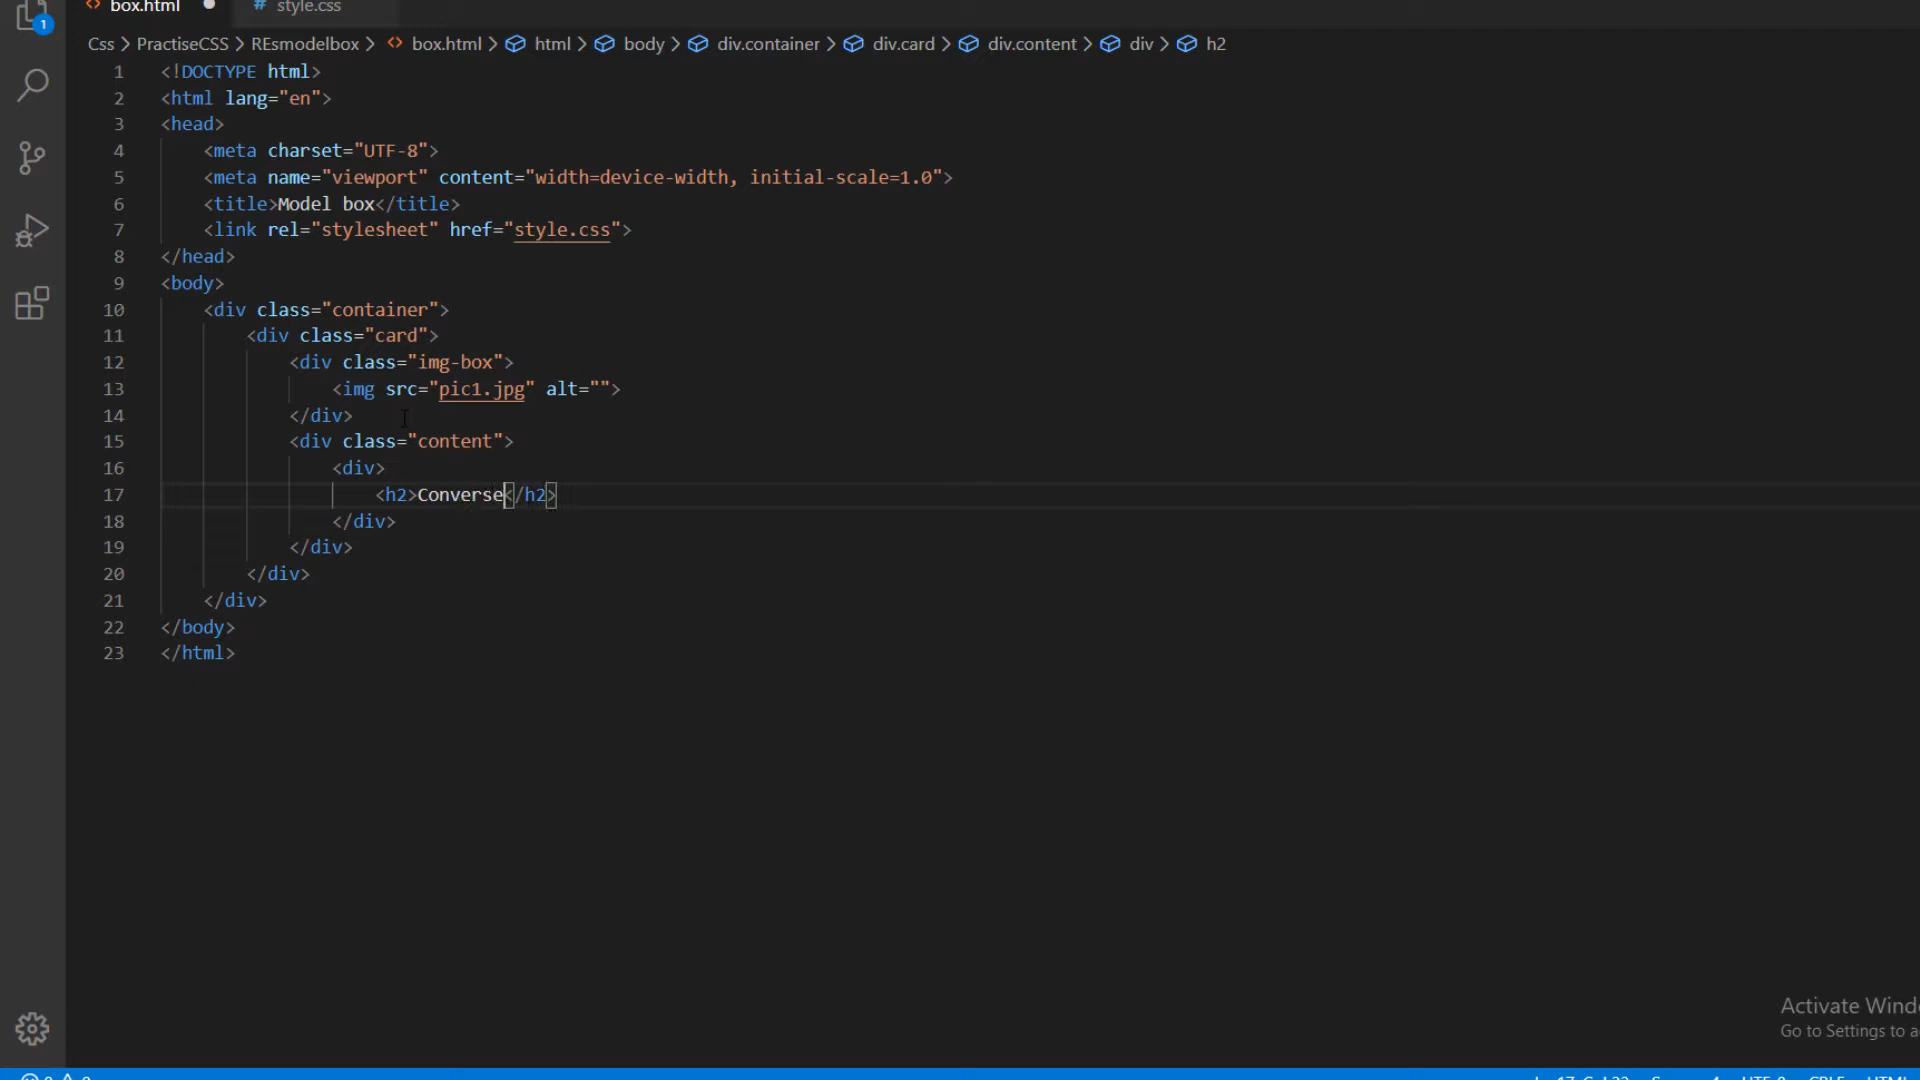 box.html style.css
1
Css > PractiseCSS > REsmodelbox > box.html > html > body > div.container > div.card > div.content > div > h2
1 <!DOCTYPE html>
2 <html lang="en">
3 <head>
4 <meta charset="UTF-8">
5 <meta name="viewport" content="width=device-width, initial-scale=1.0">
6 <title>Model box</title>
7 <link rel="stylesheet" href="style.css">
8 </head>
9 <body>
10 <div class="container">
11 <div class="card">
12 <div class="img-box">
13 <img src="pic1.jpg" alt="">
14 </div>
15 <div class="content">
16 <div>
17 <h2>Converse</h2>
18 </div>
19 </div>
20 </div>
21 </div>
22 </body>
23 </html>
Activate Windo
Go to Settings to a